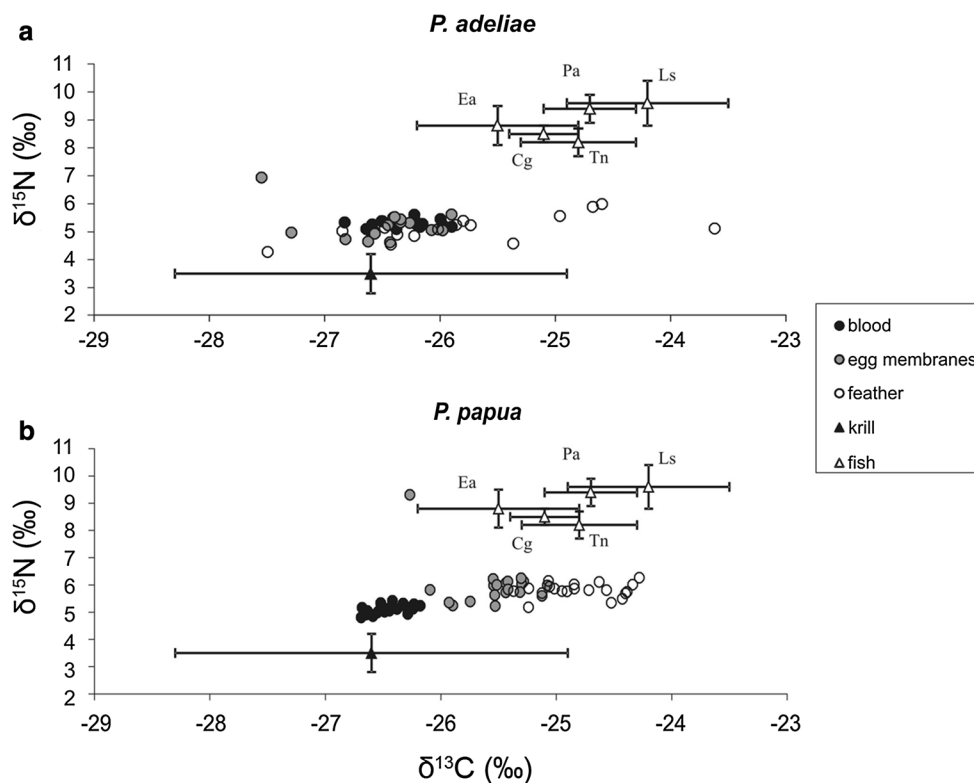 P. adeliae
a
11
10
9
8
7
6
5
4
3
2
δ15N (‰)
Ea
Pa
Ls
Cg
Tn
-29 -28 -27 -26 -25 -24 -23
blood
egg membranes
feather
krill
fish
P. papua
b
11
10
9
8
7
6
5
4
3
2
δ15N (‰)
Ea
Pa
Ls
Cg
Tn
-29 -28 -27 -26 -25 -24 -23
δ13C (‰)